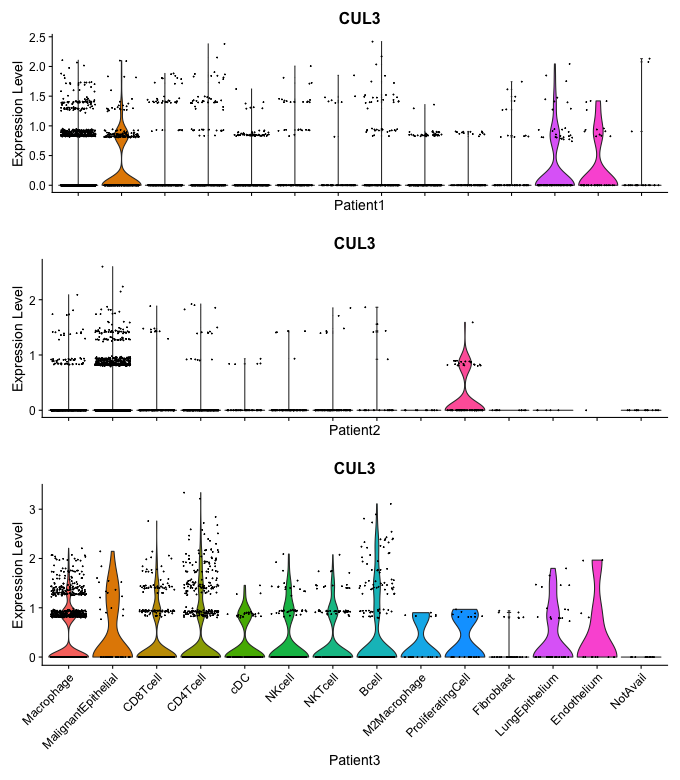 CUL3
Expression Level
2.5
2.0
1.5
1.0
0.5
0.0
Patient1
CUL3
Expression Level
2
1
0
Patient2
CUL3
Expression Level
3
2
1
0
Macrophage
MalignantEpithelial
CD8Tcell
CD4Tcell
cDC
NKcell
NKTcell
Bcell
M2Macrophage
ProliferatingCell
Fibroblast
LungEpithelium
Endothelium
NotAvail
Patient3